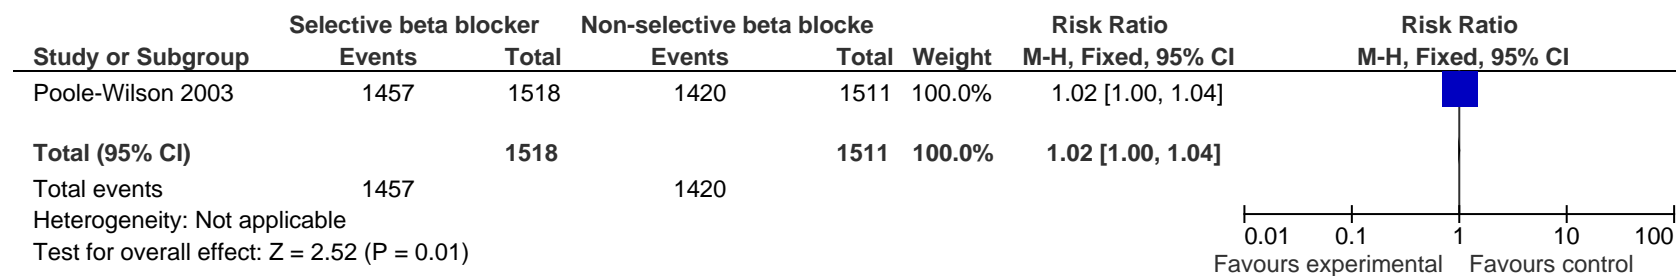 Selective beta blocker Non-selective beta blocke Risk Ratio Risk Ratio
Study or Subgroup Events Total Events Total Weight M-H, Fixed, 95% CI M-H, Fixed, 95% CI
Poole-Wilson 2003 1457 1518 1420 1511 100.0% 1.02 [1.00, 1.04]
Total (95% CI) 1518 1511 100.0% 1.02 [1.00, 1.04]
Total events 1457 1420
Heterogeneity: Not applicable
Test for overall effect: Z = 2.52 (P = 0.01)
0.01 0.1 1 10 100
Favours experimental Favours control